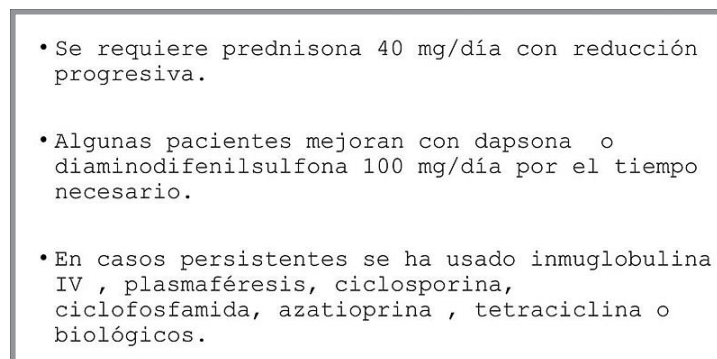 • Se requiere prednisona 40 mg/día con reducción
progresiva.
• Algunas pacientes mejoran con dapsona o
diaminodifenilsulfona 100 mg/día por el tiempo
necesario.
• En casos persistentes se ha usado inmuglobulina
IV , plasmaféresis, ciclosporina,
ciclofosfamida, azatioprina , tetraciclina o
biológicos.